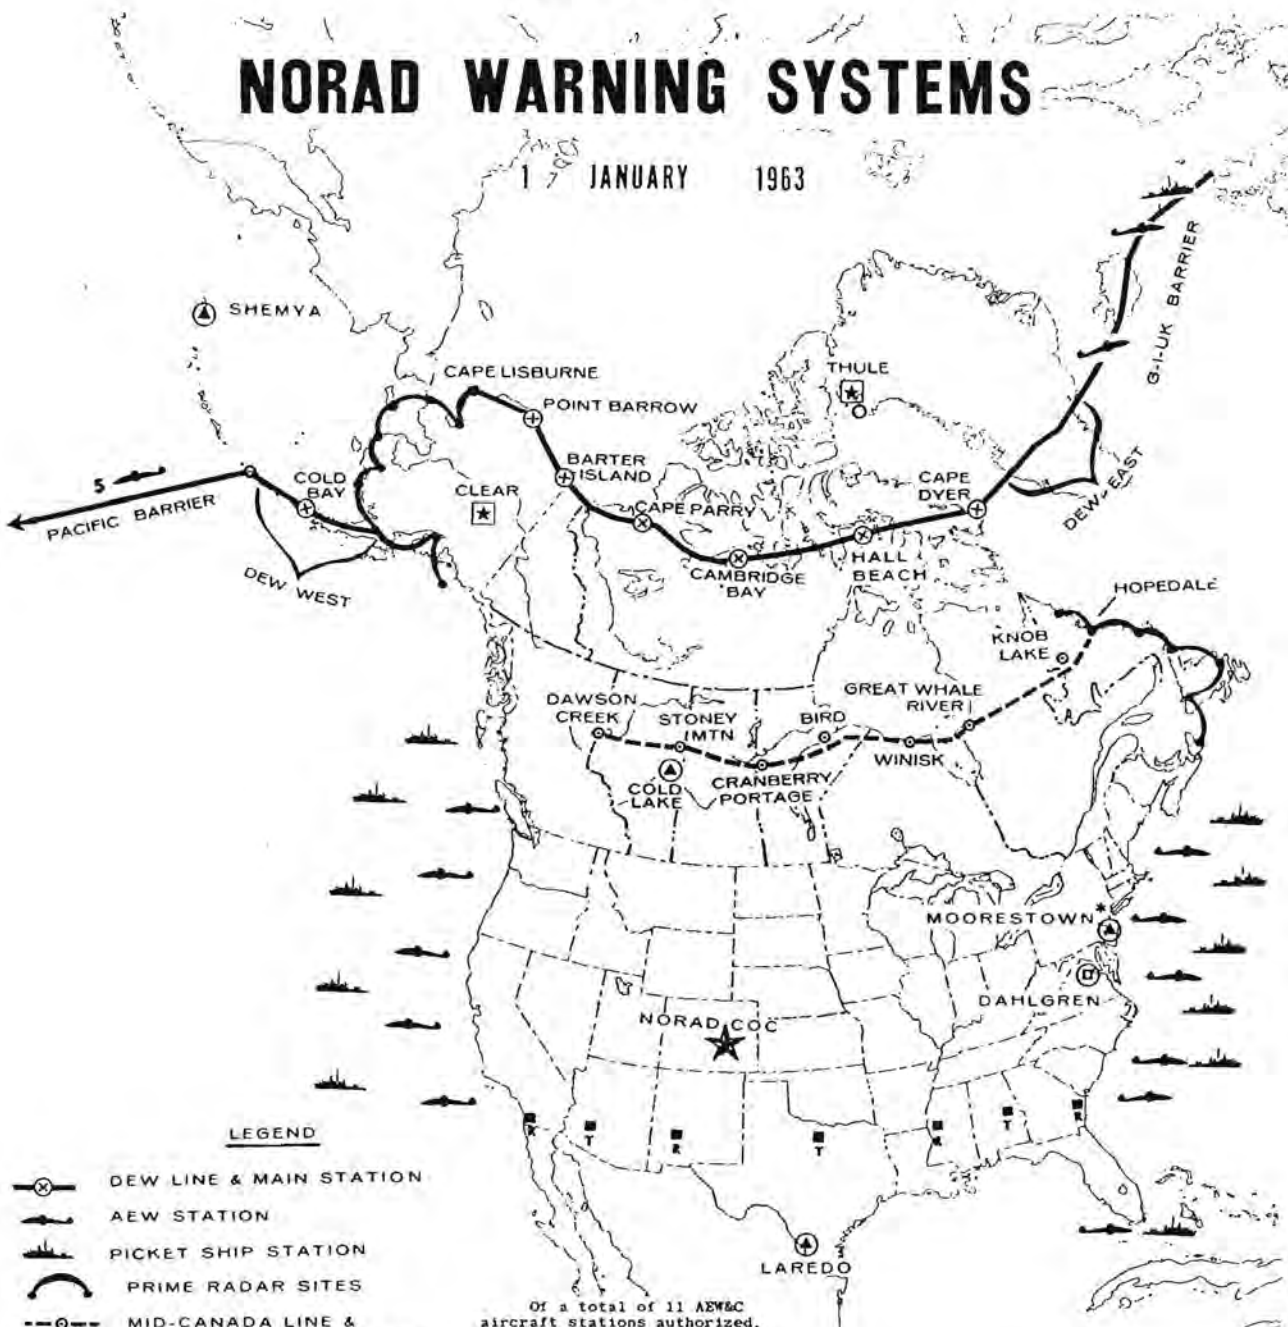 NORAD WARNING SYSTEMS
1 JANUARY 1963
SHEMYA
CAPE LISBURNE
POINT BARROW
BARTER
ISLAND
THULE
G-I-UK BARRIER
5
PACIFIC BARRIER
COLD
BAY
CLEAR
CAPE PARRY
CAPE
DYER
DEW EAST
DEW WEST
CAMBRIDGE
BAY
HALL
BEACH
HOPEDALE
KNOB
LAKE
DAWSON
CREEK
STONEY
MTN
BIRD
GREAT WHALE
RIVER
WINISK
COLD
LAKE
CRANBERRY
PORTAGE
MOORESTOWN *
DAHLGREN
NORAD COC
R
T
R
T
R
T
R
LAREDO
LEGEND
DEW LINE & MAIN STATION
AEW STATION
PICKET SHIP STATION
PRIME RADAR SITES
MID-CANADA LINE &
Of a total of 11 AEW&C
aircraft stations authorized,